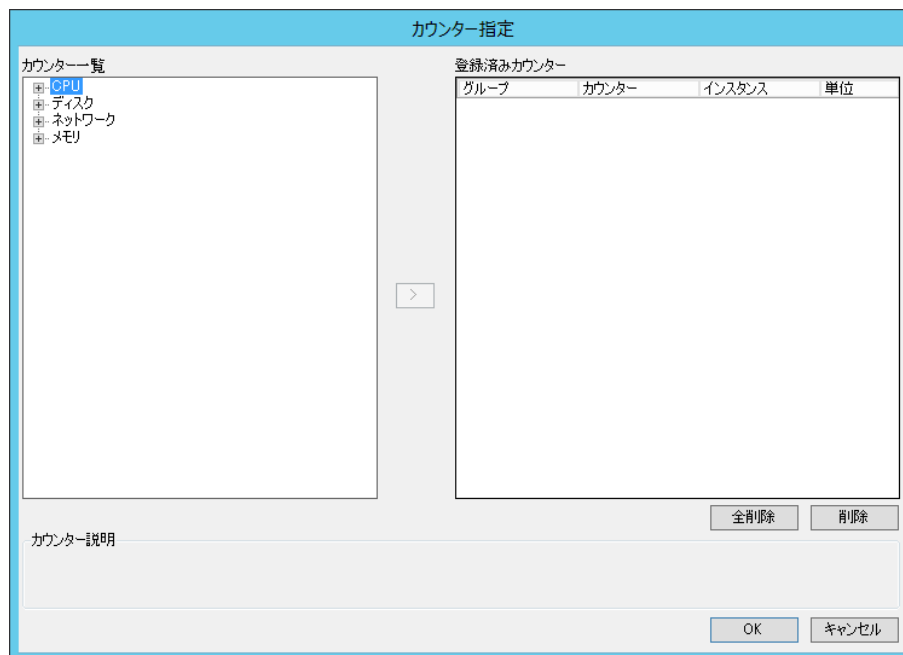 カウンター指定
カウンター一覧
登録済みカウンター
CPU
ディスク
ネットワーク
メモリ
グループ カウンター インスタンス 単位
>
全削除 削除
カウンター説明
OK キャンセル